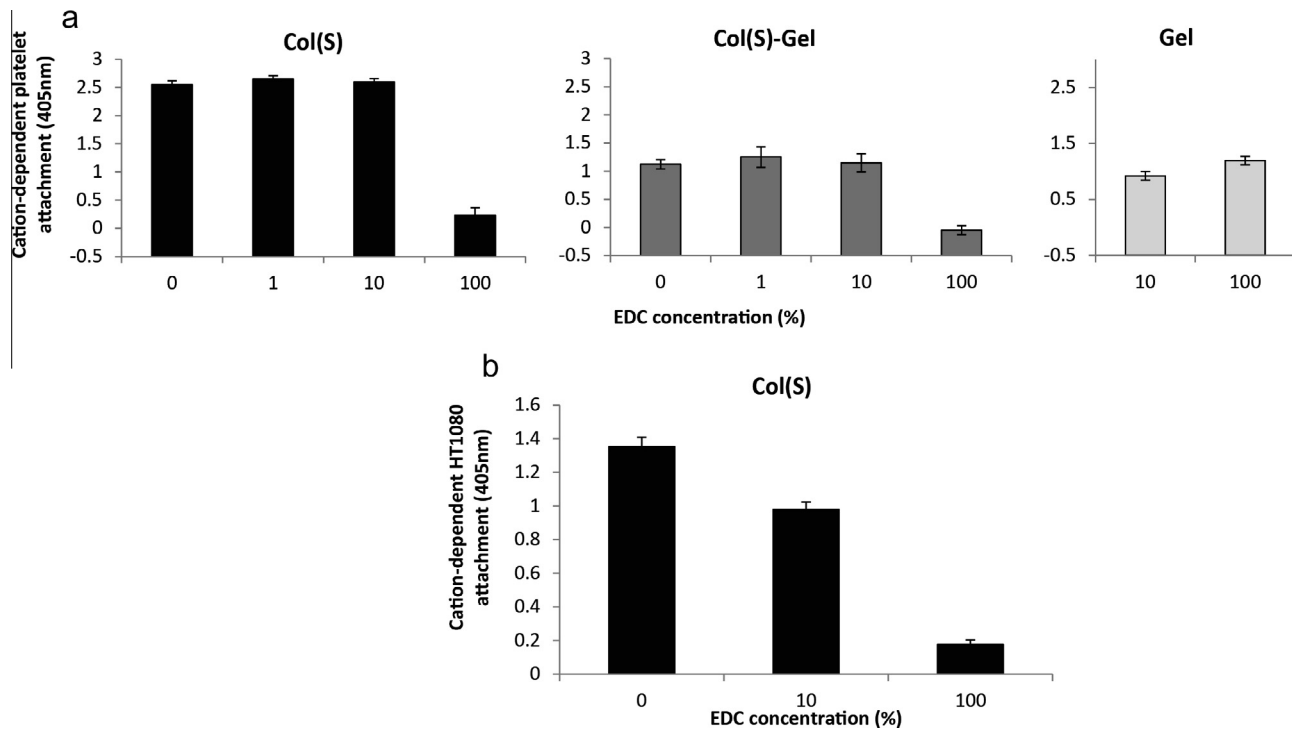 a
Col(S)
Cation-dependent platelet
attachment (405nm)
3
2.5
2
1.5
1
0.5
0
-0.5
0 1 10 100
Col(S)-Gel
3
2.5
2
1.5
1
0.5
0
-0.5
0 1 10 100
Gel
2.5
1.5
0.5
-0.5
10 100
EDC concentration (%)
b
Col(S)
Cation-dependent HT1080
attachment (405nm)
1.6
1.4
1.2
1
0.8
0.6
0.4
0.2
0
0 10 100
EDC concentration (%)